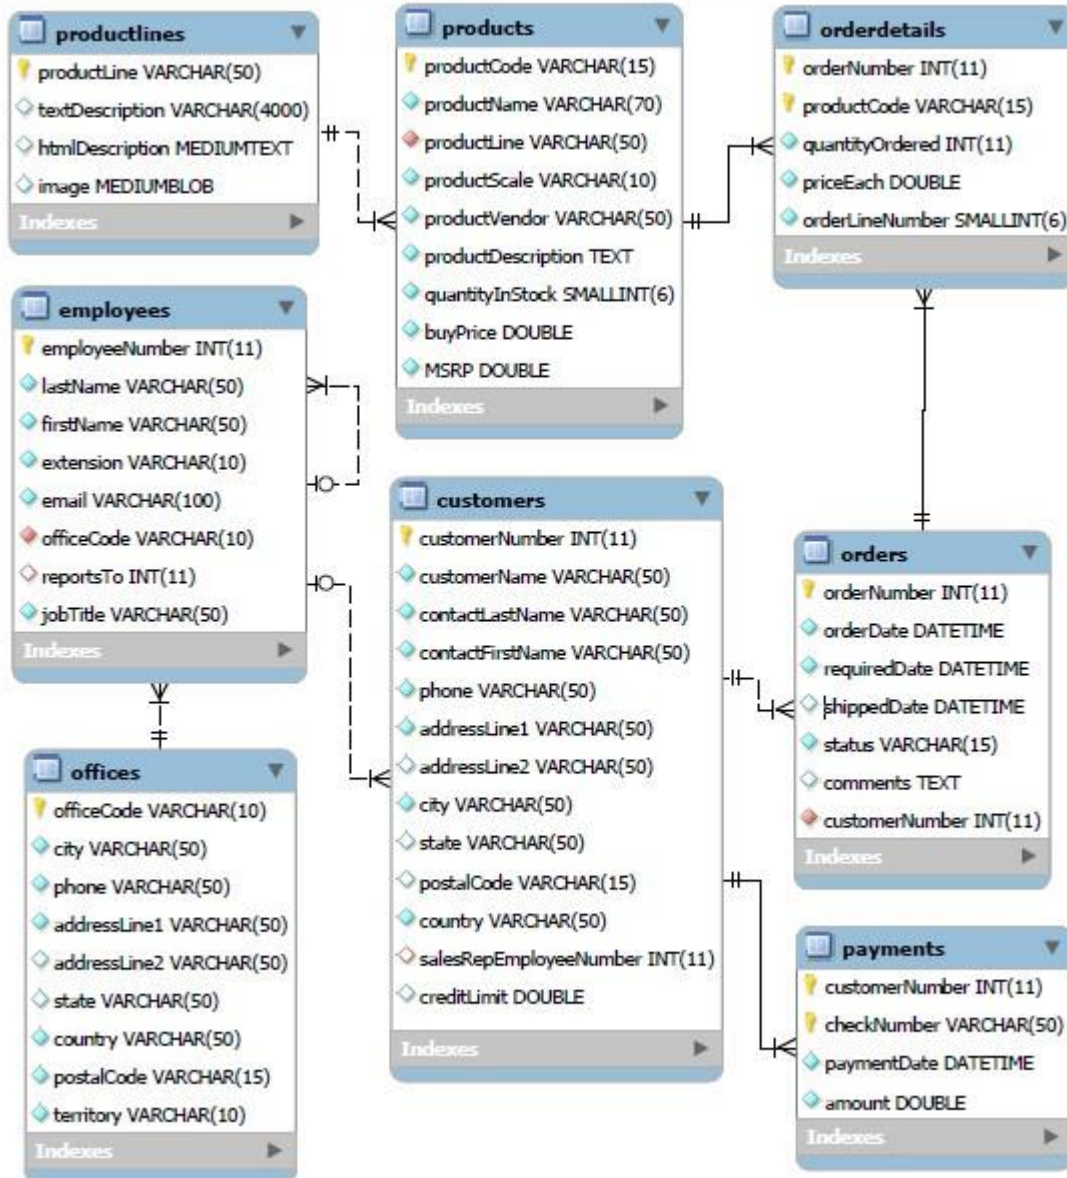 productlines
productLine VARCHAR(50)
textDescription VARCHAR(4000)
htmlDescription MEDIUMTEXT
image MEDIUMBLOB
Indexes
products
productCode VARCHAR(15)
productName VARCHAR(70)
productLine VARCHAR(50)
productScale VARCHAR(10)
productVendor VARCHAR(50)
productDescription TEXT
quantityInStock SMALLINT(6)
buyPrice DOUBLE
MSRP DOUBLE
Indexes
orderdetails
orderNumber INT(11)
productCode VARCHAR(15)
quantityOrdered INT(11)
priceEach DOUBLE
orderLineNumber SMALLINT(6)
Indexes
employees
employeeNumber INT(11)
lastName VARCHAR(50)
firstName VARCHAR(50)
extension VARCHAR(10)
email VARCHAR(100)
officeCode VARCHAR(10)
reportsTo INT(11)
jobTitle VARCHAR(50)
Indexes
customers
customerNumber INT(11)
customerName VARCHAR(50)
contactLastName VARCHAR(50)
contactFirstName VARCHAR(50)
phone VARCHAR(50)
addressLine1 VARCHAR(50)
addressLine2 VARCHAR(50)
city VARCHAR(50)
state VARCHAR(50)
postalCode VARCHAR(15)
country VARCHAR(50)
salesRepEmployeeNumber INT(11)
creditLimit DOUBLE
Indexes
orders
orderNumber INT(11)
orderDate DATETIME
requiredDate DATETIME
shippedDate DATETIME
status VARCHAR(15)
comments TEXT
customerNumber INT(11)
Indexes
offices
officeCode VARCHAR(10)
city VARCHAR(50)
phone VARCHAR(50)
addressLine1 VARCHAR(50)
addressLine2 VARCHAR(50)
state VARCHAR(50)
country VARCHAR(50)
postalCode VARCHAR(15)
territory VARCHAR(10)
Indexes
payments
customerNumber INT(11)
checkNumber VARCHAR(50)
paymentDate DATETIME
amount DOUBLE
Indexes